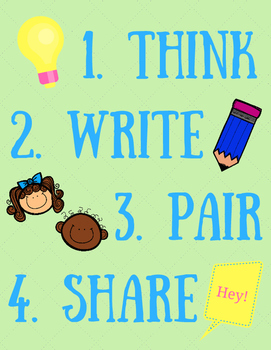 1. THINK
2. WRITE
3. PAIR
4. SHARE
Hey!